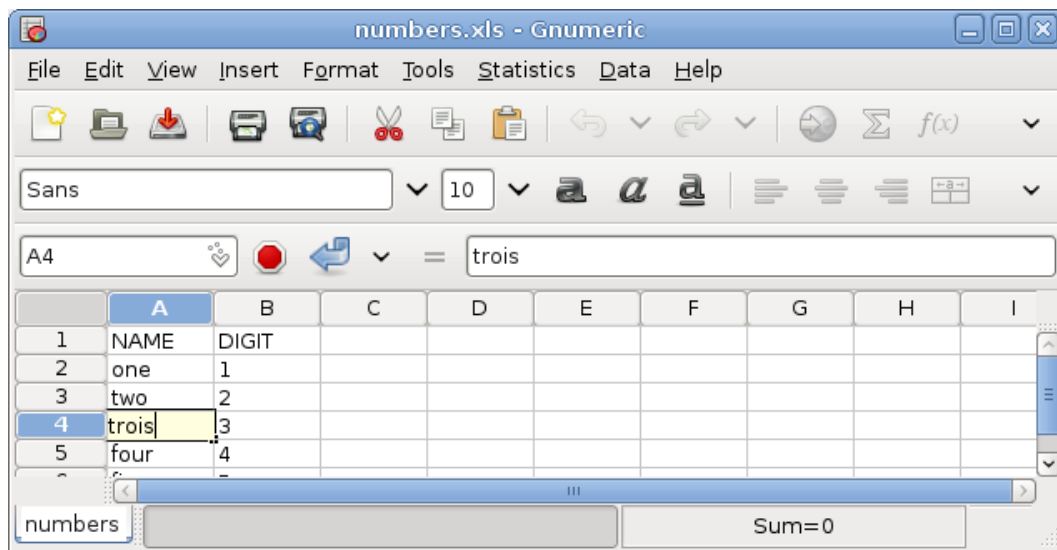 numbers.xls - Gnumeric
File Edit View Insert Format Tools Statistics Data Help
f(x)
Sans 10 a a a ←a→
A4 = trois
A B C D E F G H I
1 NAME DIGIT
2 one 1
3 two 2
4 trois 3
5 four 4
numbers Sum=0